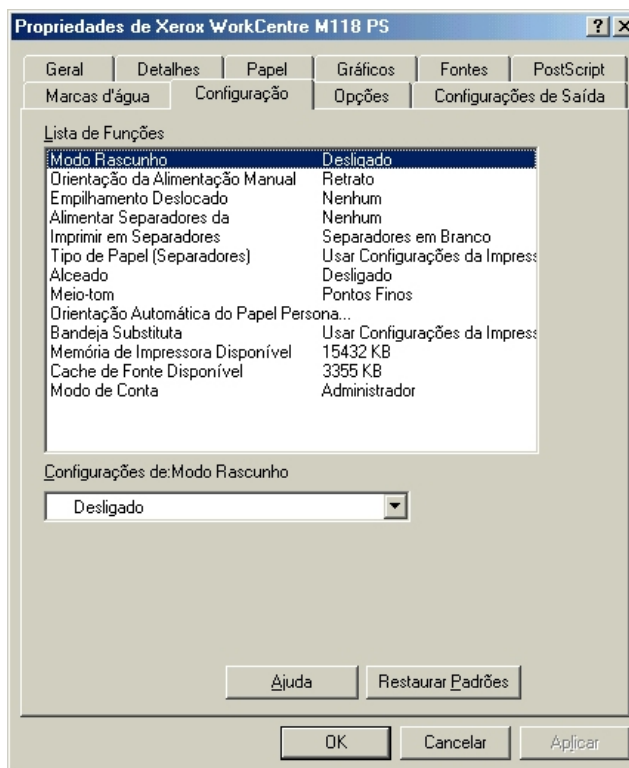 Propriedades de Xerox WorkCentre M118 PS
Geral Detalhes Papel Gráficos Fontes PostScript
Marcas d'água Configuração Opções Configurações de Saída
Lista de Funções
Modo Rascunho Desligado
Orientação da Alimentação Manual Retrato
Empilhamento Deslocado Nenhum
Alimentar Separadores da Nenhum
Imprimir em Separadores Separadores em Branco
Tipo de Papel (Separadores) Usar Configurações da Impress
Alceado Desligado
Meio-tom Pontos Finos
Orientação Automática do Papel Persona...
Bandeja Substituta Usar Configurações da Impress
Memória de Impressora Disponível 15432 KB
Cache de Fonte Disponível 3355 KB
Modo de Conta Administrador
Configurações de:Modo Rascunho
Desligado
Ajuda Restaurar Padrões
OK Cancelar Aplicar